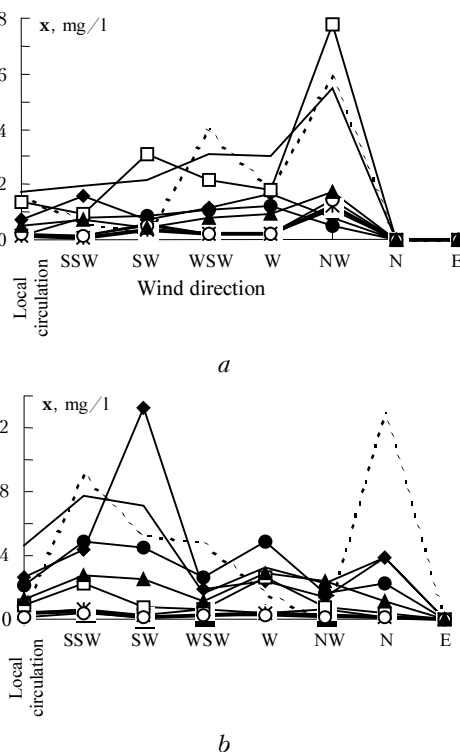 x, mg/l
8
4
2
0
Local circulation
SSW
SW
WSW
W
NW
N
E
Wind direction
a
x, mg/l
2
8
4
0
Local circulation
SSW
SW
WSW
W
NW
N
E
b